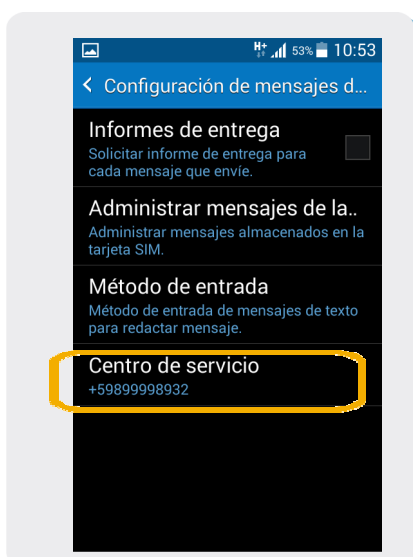 H+ 53% 10:53
Configuración de mensajes d...
Informes de entrega
Solicitar informe de entrega para
cada mensaje que envíe.
Administrar mensajes de la..
Administrar mensajes almacenados en la
tarjeta SIM.
Método de entrada
Método de entrada de mensajes de texto
para redactar mensaje.
Centro de servicio
+59899998932